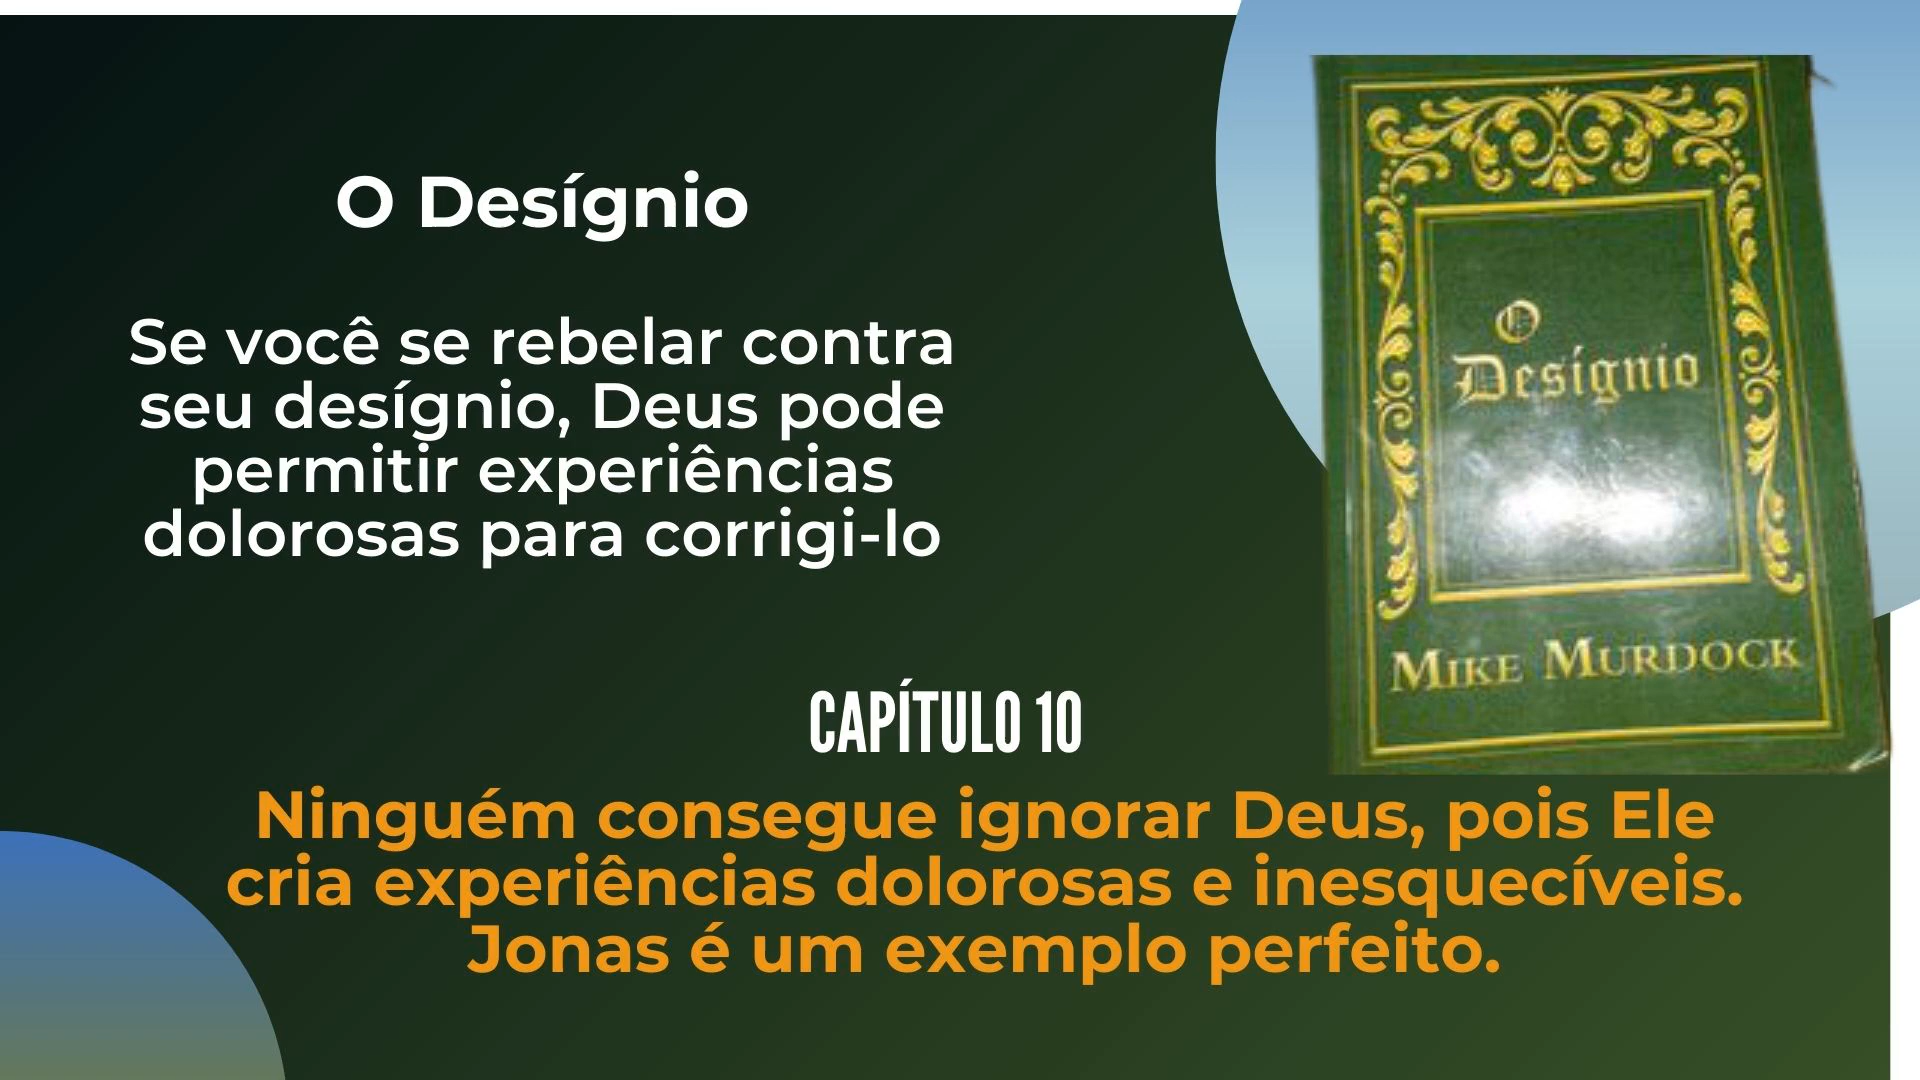 O Desígnio
Se você se rebelar contra
seu desígnio, Deus pode
permitir experiências
dolorosas para corrigi-lo
O
Desígnio
MIKE MURDOCK
CAPÍTULO 10
Ninguém consegue ignorar Deus, pois Ele
cria experiências dolorosas e inesquecíveis.
Jonas é um exemplo perfeito.